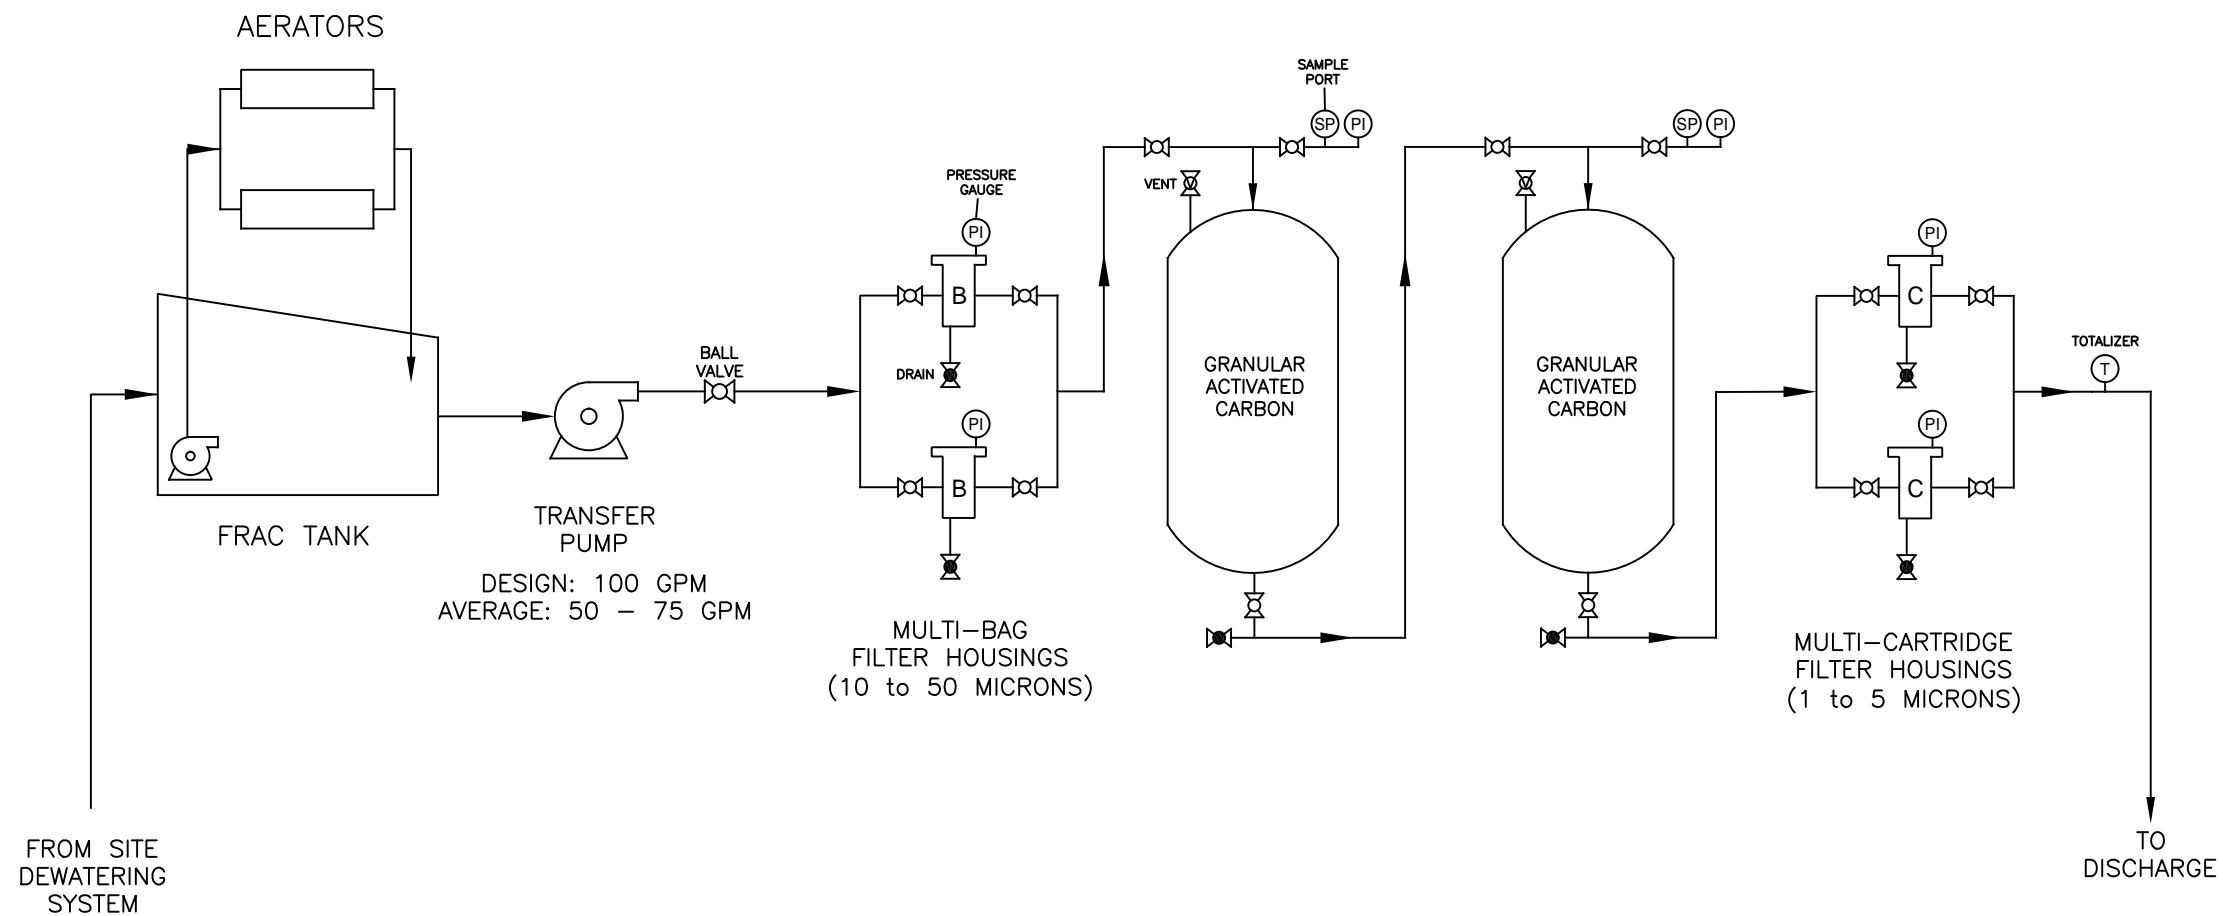 AERATORS
FRAC TANK
FROM SITE
DEWATERING
SYSTEM
TRANSFER
PUMP
DESIGN: 100 GPM
AVERAGE: 50 – 75 GPM
BALL
VALVE
PRESSURE
GAUGE
PI
B
DRAIN
PI
B
MULTI–BAG
FILTER HOUSINGS
(10 to 50 MICRONS)
SAMPLE
PORT
SP
PI
VENT
V
GRANULAR
ACTIVATED
CARBON
SP
PI
V
GRANULAR
ACTIVATED
CARBON
PI
C
PI
C
MULTI–CARTRIDGE
FILTER HOUSINGS
(1 to 5 MICRONS)
TOTALIZER
T
TO
DISCHARGE